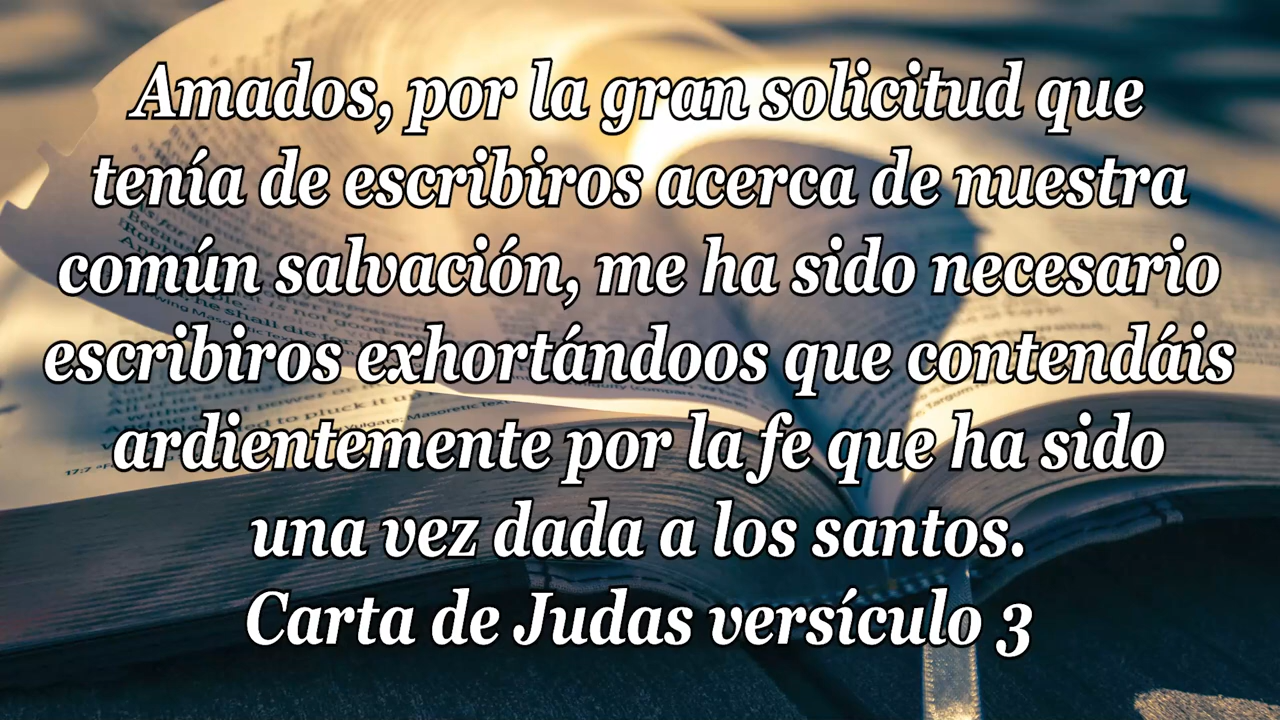 Amados, por la gran solicitud que
tenía de escribiros acerca de nuestra
común salvación, me ha sido necesario
escribiros exhortándoos que contendáis
ardientemente por la fe que ha sido
una vez dada a los santos.
Carta de Judas versículo 3